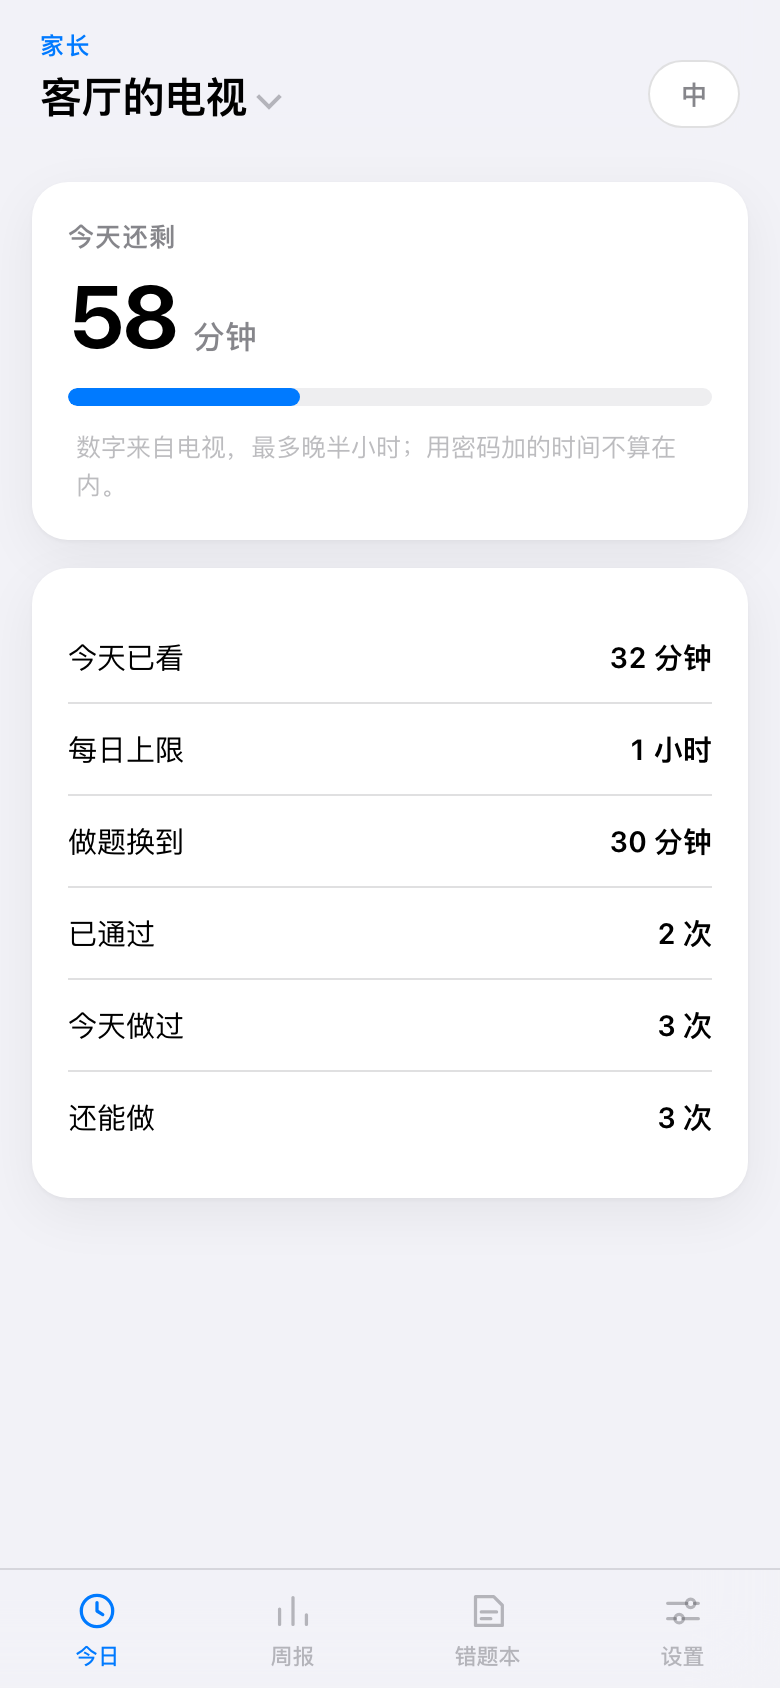 家长
客厅的电视
中
今天还剩
58 分钟
数字来自电视，最多晚半小时；用密码加的时间不算在
内。
今天已看 32 分钟
每日上限 1 小时
做题换到 30 分钟
已通过 2 次
今天做过 3 次
还能做 3 次
今日 周报 错题本 设置